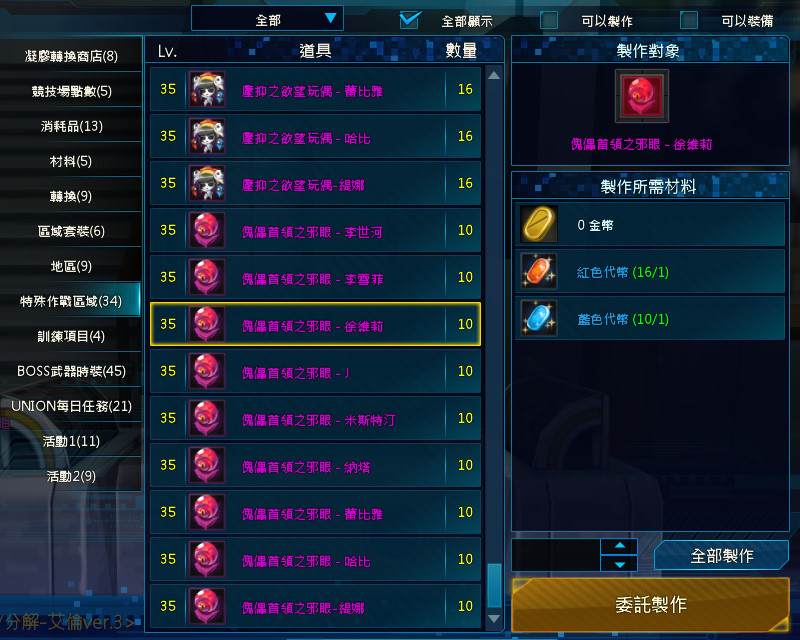 全部
全部顯示
可以製作
可以裝備
凝膠轉換商店(8)
競技場點數(5)
消耗品(13)
材料(5)
轉換(9)
區域套裝(6)
地區(9)
特殊作戰區域(34)
訓練項目(4)
BOSS武器時裝(45)
UNION每日任務(21)
活動1(11)
活動2(9)
Lv. 道具 數量
35 壓抑之欲望玩偶 - 蕾比雅 16
35 壓抑之欲望玩偶 - 哈比 16
35 壓抑之欲望玩偶-緹娜 16
35 傀儡首領之邪眼 - 李世河 10
35 傀儡首領之邪眼 - 李雪菲 10
35 傀儡首領之邪眼 - 徐維莉 10
35 傀儡首領之邪眼 - J 10
35 傀儡首領之邪眼 - 米斯特汀 10
35 傀儡首領之邪眼 - 納塔 10
35 傀儡首領之邪眼 - 蕾比雅 10
35 傀儡首領之邪眼 - 哈比 10
35 傀儡首領之邪眼-緹娜 10
製作對象
傀儡首領之邪眼 - 徐維莉
製作所需材料
0 金幣
紅色代幣 (16/1)
藍色代幣 (10/1)
全部製作
委託製作
/分解-艾倫ver.3>